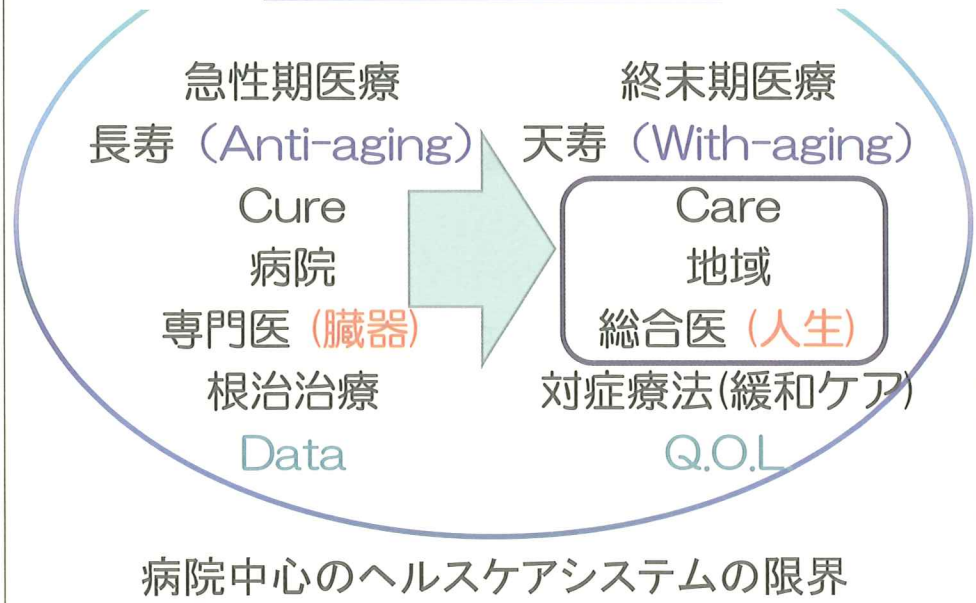 急性期医療
長寿（Anti-aging）
Cure
病院
専門医（臓器）
根治治療
Data
終末期医療
天寿（With-aging）
Care
地域
総合医（人生）
対症療法(緩和ケア)
Q.O.L
病院中心のヘルスケアシステムの限界